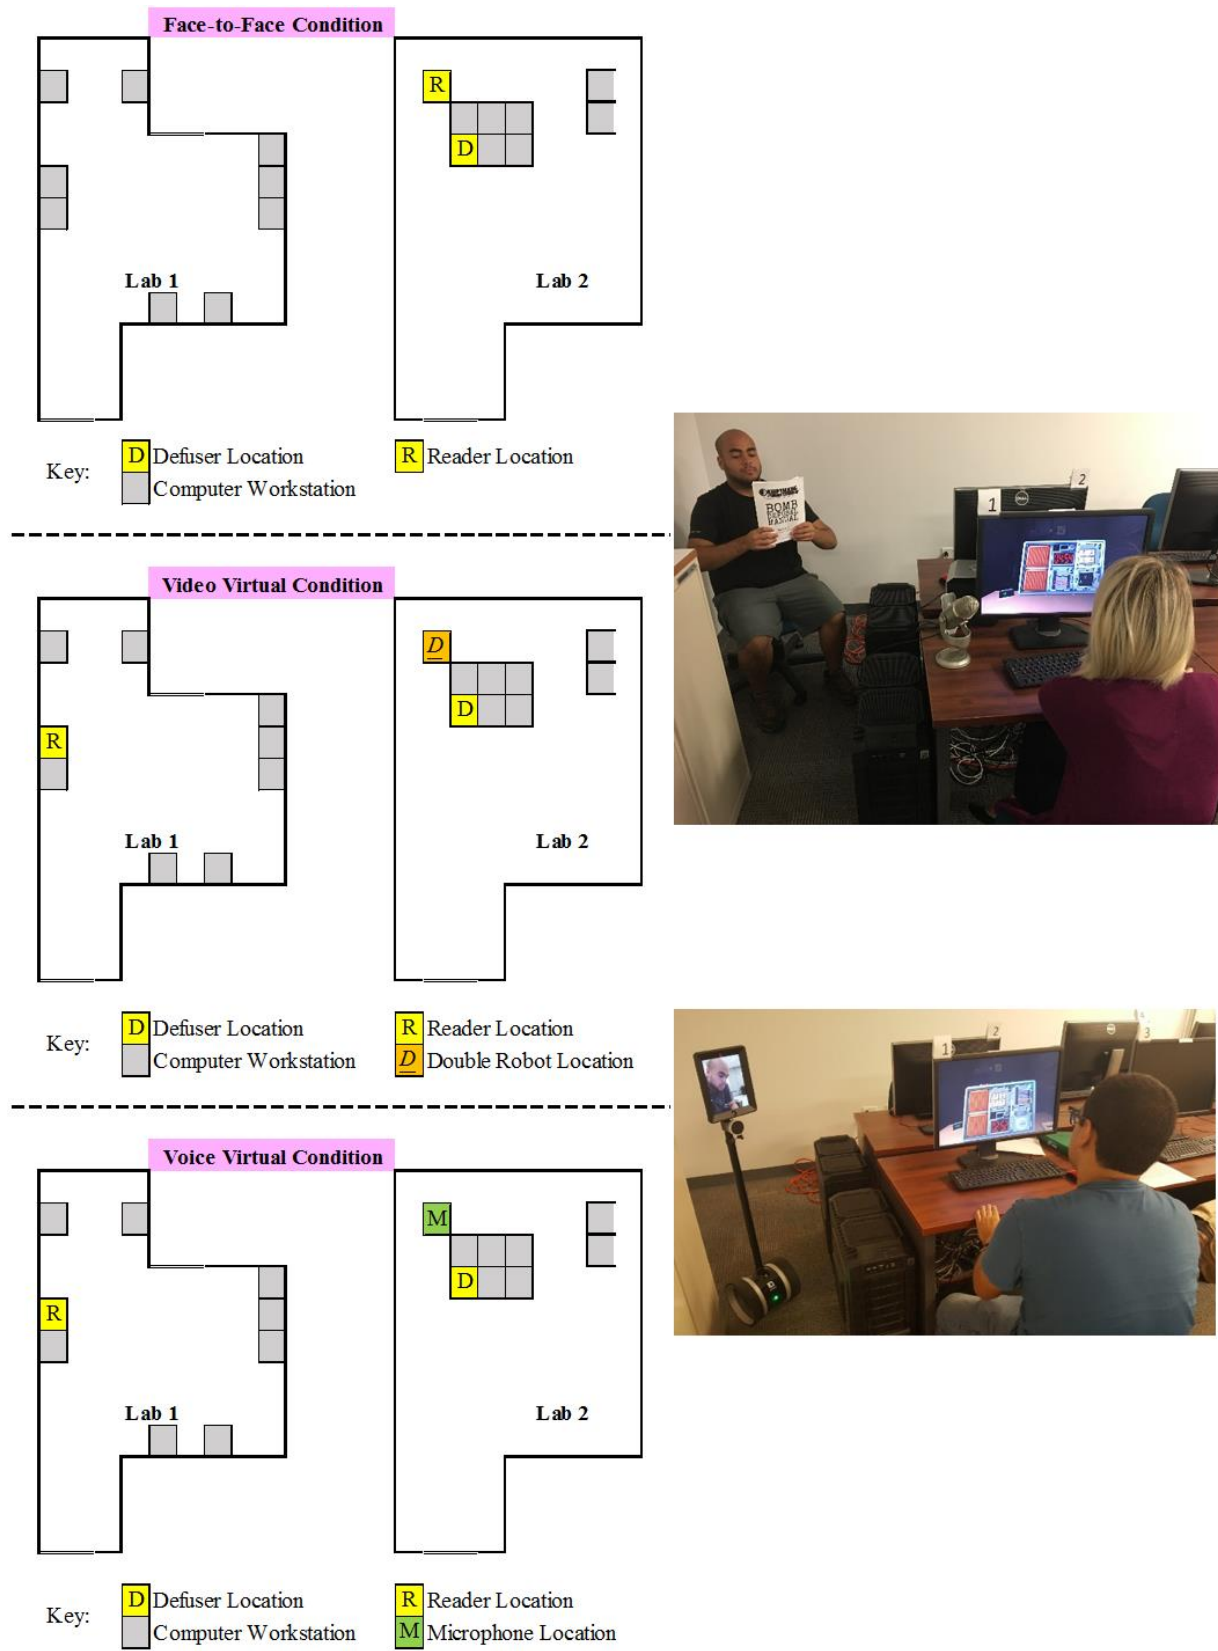 Face-to-Face Condition
R
D
Lab 1
Lab 2
Key:
D Defuser Location
R Reader Location
Computer Workstation
BOMB
MANUAL
1
2
Video Virtual Condition
D
R
D
Lab 1
Lab 2
Key:
D Defuser Location
R Reader Location
Computer Workstation
D Double Robot Location
1
2
3
Voice Virtual Condition
M
D
R
Lab 1
Lab 2
Key:
D Defuser Location
R Reader Location
Computer Workstation
M Microphone Location